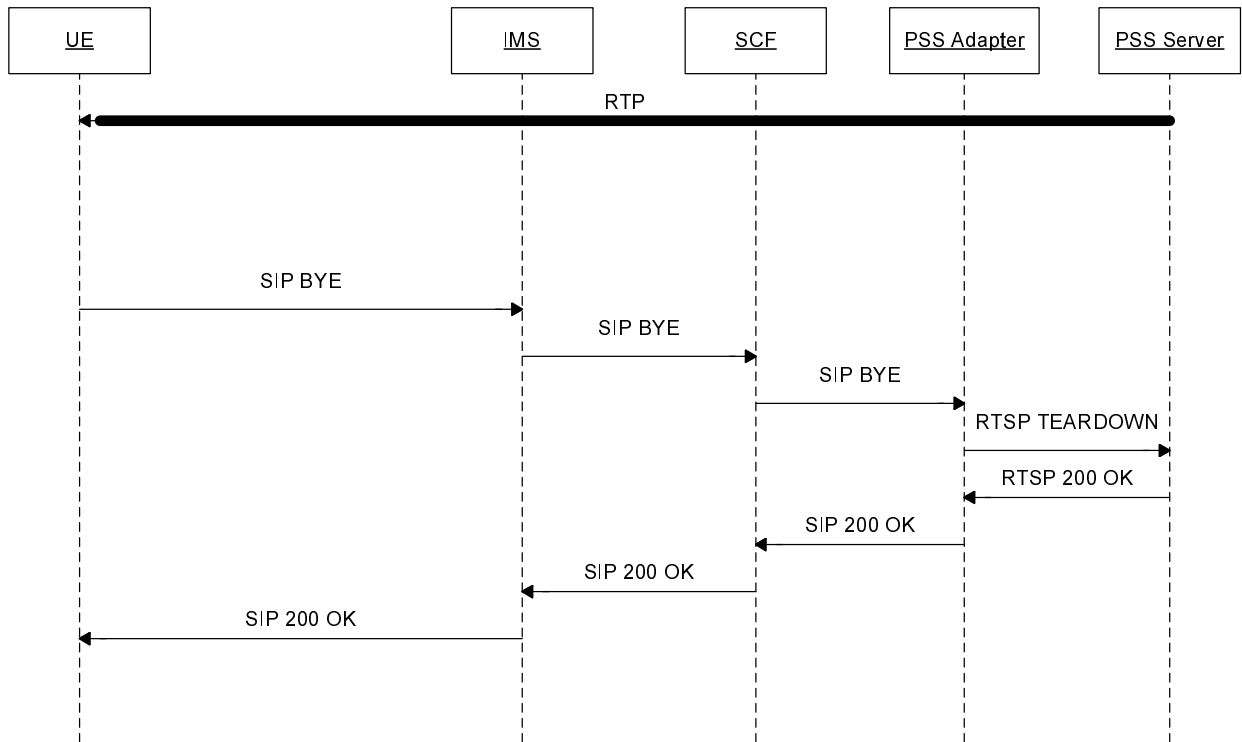 UE
IMS
SCF
PSS Adapter
PSS Server
RTP
SIP BYE
SIP BYE
SIP BYE
RTSP TEARDOWN
RTSP 200 OK
SIP 200 OK
SIP 200 OK
SIP 200 OK